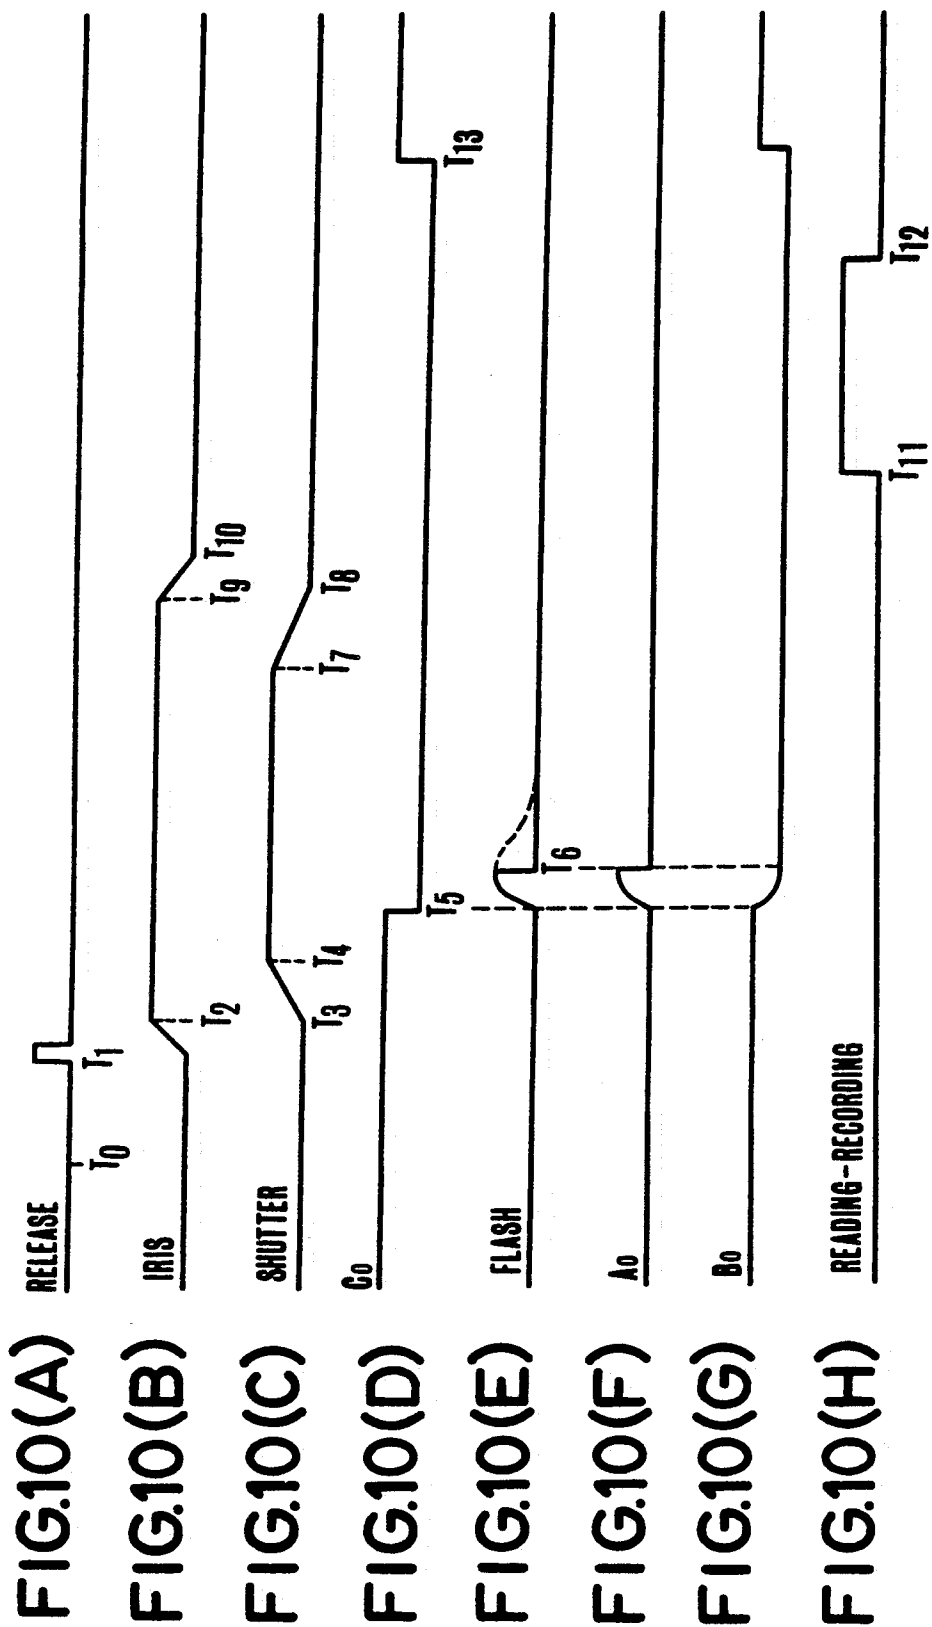 FIG.10(A) RELEASE T0 T1
FIG.10(B) IRIS T2 T9 T10
FIG.10(C) SHUTTER T3 T4 T7 T8
FIG.10(D) C0 T5 T13
FIG.10(E) FLASH T6
FIG.10(F) A0
FIG.10(G) B0
FIG.10(H) READING-RECORDING T11 T12